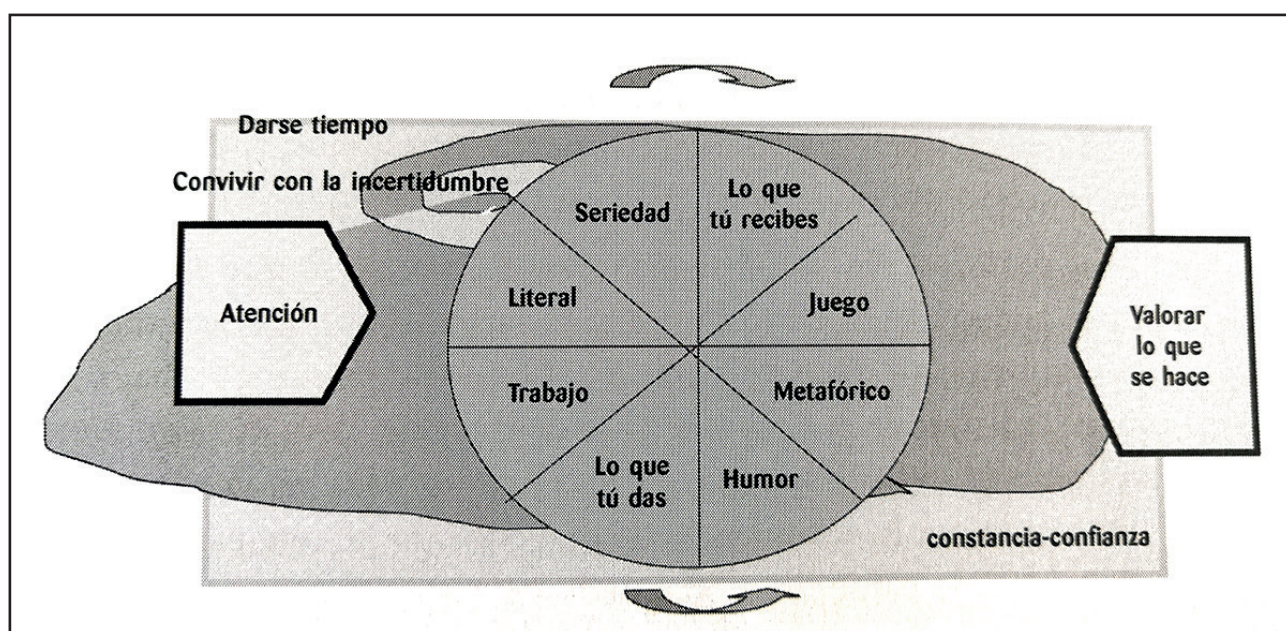 Darse tiempo
Convivir con la incertidumbre
Atención
Seriedad
Lo que
tú recibes
Literal
Juego
Trabajo
Metafórico
Lo que
tú das
Humor
Valorar
lo que
se hace
constancia-confianza